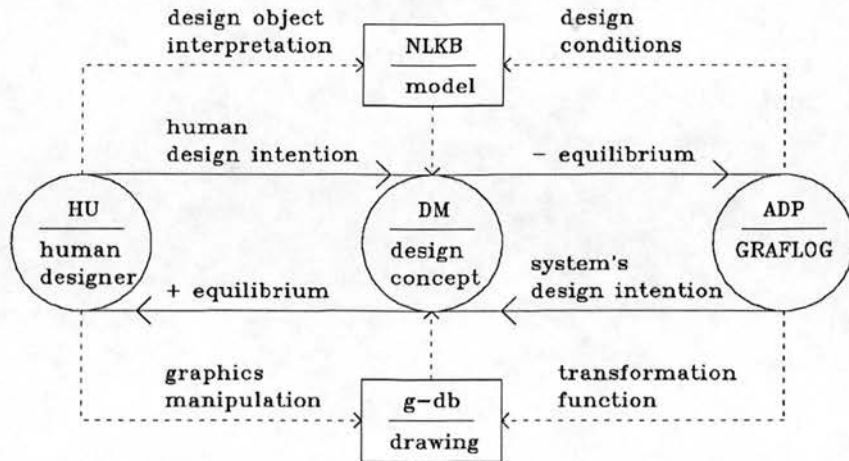 design object
interpretation
NLKB
model
design
conditions
human
design intention
− equilibrium
HU
human
designer
DM
design
concept
ADP
GRAFLOG
+ equilibrium
system's
design intention
graphics
manipulation
g-db
drawing
transformation
function